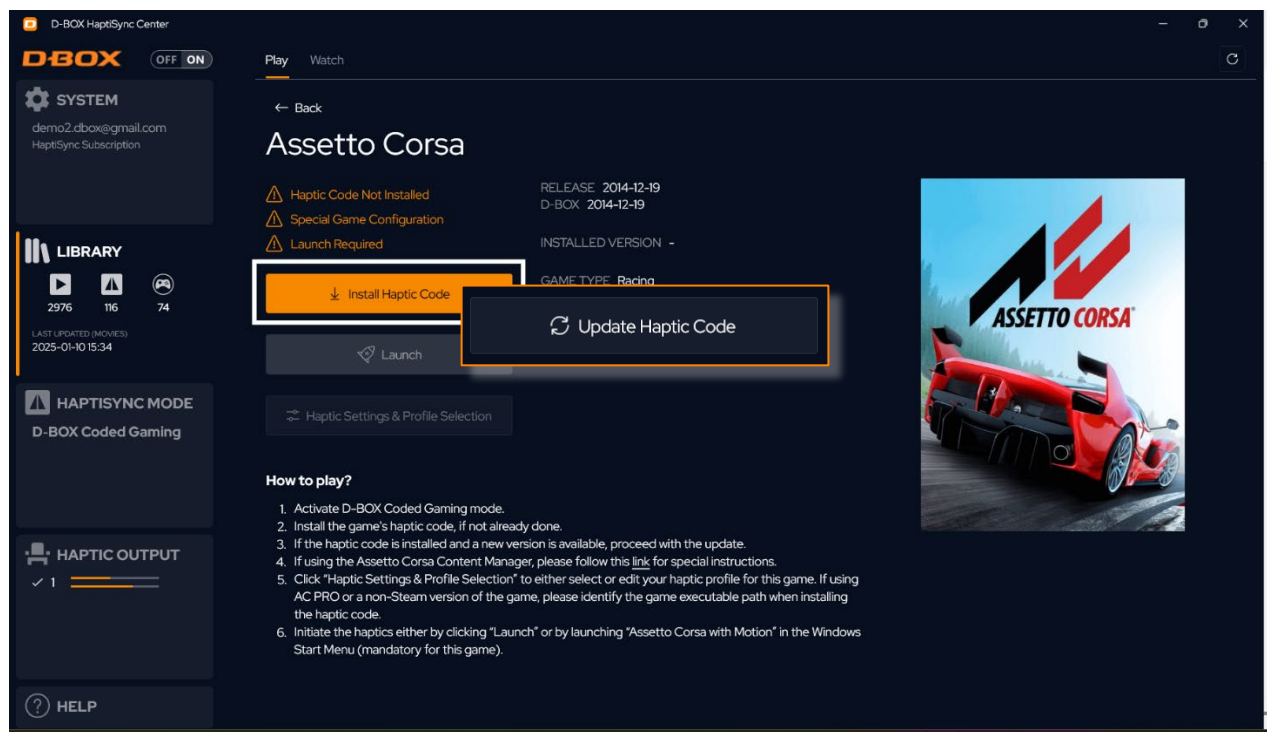 D-BOX HaptiSync Center
D-BOX
OFF ON
Play Watch
SYSTEM
demo2.dbox@gmail.com
HaptiSync Subscription
← Back
Assetto Corsa
Haptic Code Not Installed
Special Game Configuration
Launch Required
RELEASE 2014-12-19
D-BOX 2014-12-19
INSTALLED VERSION -
GAME TYPE Racing
Install Haptic Code
Update Haptic Code
Launch
Haptic Settings & Profile Selection
ASSETTO CORSA
LIBRARY
2976 116 74
LAST UPDATED (MOVIES)
2025-01-10 15:34
HAPTISYNC MODE
D-BOX Coded Gaming
HAPTIC OUTPUT
✓ 1
? HELP
How to play?
1. Activate D-BOX Coded Gaming mode.
2. Install the game's haptic code, if not already done.
3. If the haptic code is installed and a new version is available, proceed with the update.
4. If using the Assetto Corsa Content Manager, please follow this link for special instructions.
5. Click "Haptic Settings & Profile Selection" to either select or edit your haptic profile for this game. If using
AC PRO or a non-Steam version of the game, please identify the game executable path when installing
the haptic code.
6. Initiate the haptics either by clicking "Launch" or by launching "Assetto Corsa with Motion" in the Windows
Start Menu (mandatory for this game).